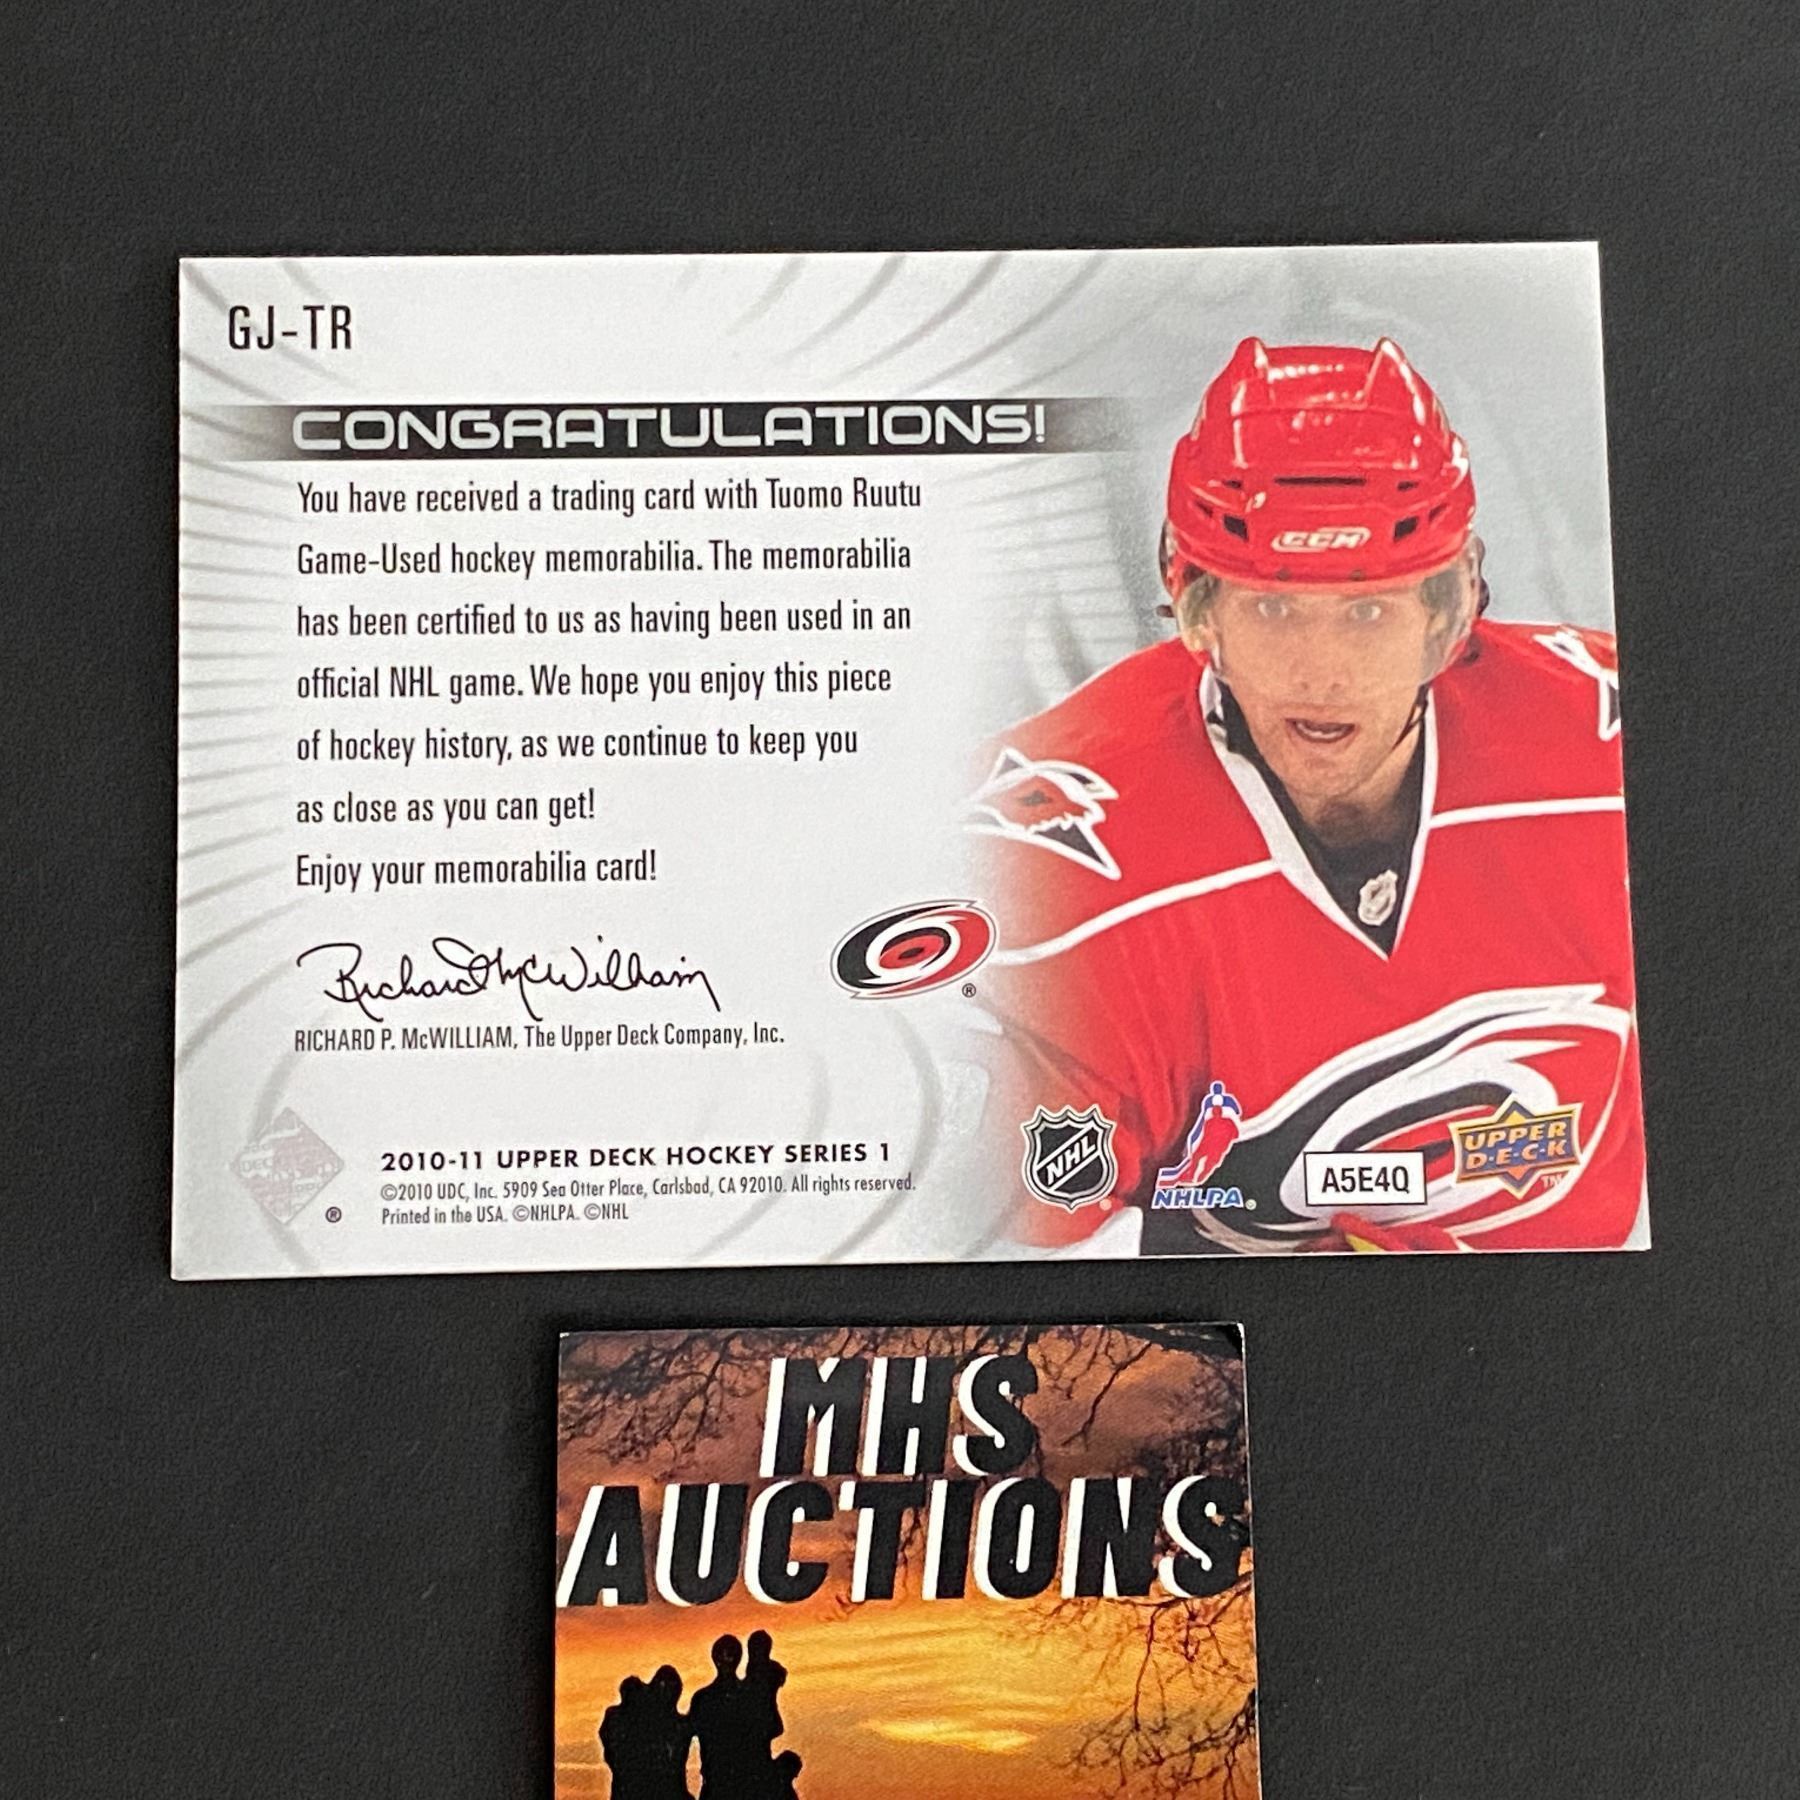 GJ-TR
CONGRATULATIONS!
You have received a trading card with Tuomo Ruutu
Game-Used hockey memorabilia. The memorabilia
has been certified to us as having been used in an
official NHL game. We hope you enjoy this piece
of hockey history, as we continue to keep you
as close as you can get!
Enjoy your memorabilia card!
Richard McWilliam
RICHARD P. McWILLIAM, The Upper Deck Company, Inc.
®
CCM
2010-11 UPPER DECK HOCKEY SERIES 1
©2010 UDC, Inc. 5909 Sea Otter Place, Carlsbad, CA 92010. All rights reserved.
Printed in the USA. ©NHLPA. ©NHL
®
NHL
NHLPA®
A5E4Q
UPPER
D·E·C·K
TM
MHS
AUCTIONS